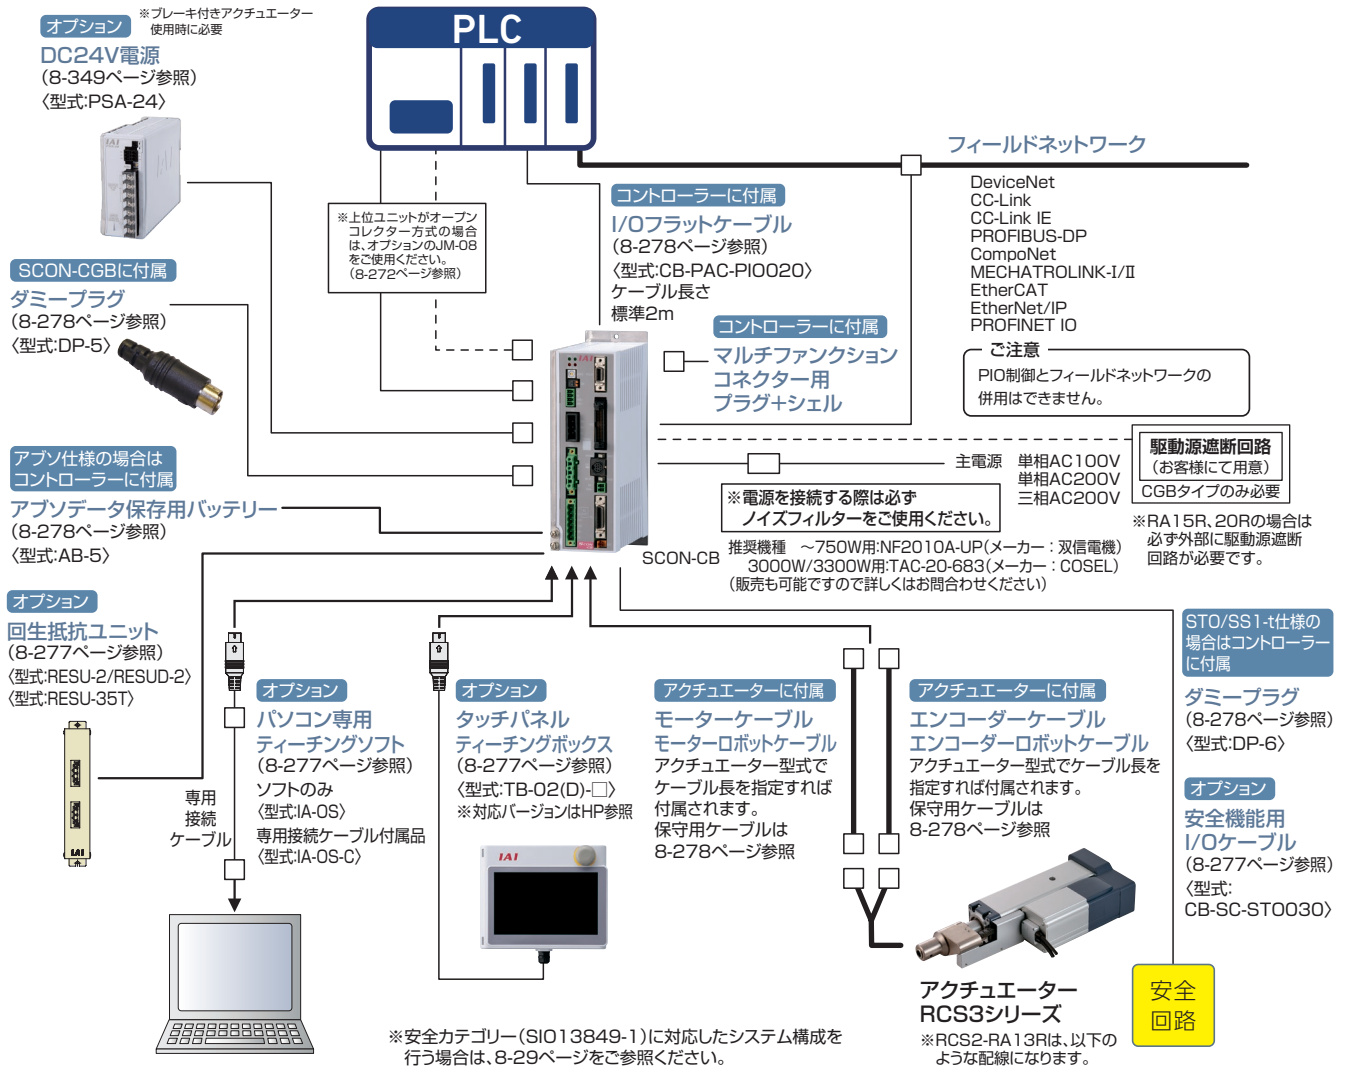 オプション
※ブレーキ付きアクチュエーター
使用時に必要
DC24V電源
(8-349ページ参照)
〈型式:PSA-24〉
IAI
PLC
フィールドネットワーク
DeviceNet
CC-Link
CC-Link IE
PROFIBUS-DP
CompoNet
MECHATROLINK-I/II
EtherCAT
EtherNet/IP
PROFINET IO
ご注意
PIO制御とフィールドネットワークの
併用はできません。
※上位ユニットがオープン
コレクター方式の場合
は、オプションのJM-08
をご使用ください。
(8-272ページ参照)
コントローラーに付属
I/Oフラットケーブル
(8-278ページ参照)
〈型式:CB-PAC-PIO020〉
ケーブル長さ
標準2m
コントローラーに付属
マルチファンクション
コネクター用
プラグ+シェル
SCON-CGBに付属
ダミープラグ
(8-278ページ参照)
〈型式:DP-5〉
アブソ仕様の場合は
コントローラーに付属
アブソデータ保存用バッテリー
(8-278ページ参照)
〈型式:AB-5〉
IAI
SCON-CB
主電源 単相AC100V
単相AC200V
三相AC200V
駆動源遮断回路
(お客様にて用意)
CGBタイプのみ必要
※RA15R、20Rの場合は
必ず外部に駆動源遮断
回路が必要です。
※電源を接続する際は必ず
ノイズフィルターをご使用ください。
推奨機種 ～750W用:NF2010A-UP(メーカー：双信電機)
3000W/3300W用:TAC-20-683(メーカー：COSEL)
(販売も可能ですので詳しくはお問合わせください)
オプション
回生抵抗ユニット
(8-277ページ参照)
〈型式:RESU-2/RESUD-2〉
〈型式:RESU-35T〉
IAI
専用
接続
ケーブル
オプション
パソコン専用
ティーチングソフト
(8-277ページ参照)
ソフトのみ
〈型式:IA-OS〉
専用接続ケーブル付属品
〈型式:IA-OS-C〉
オプション
タッチパネル
ティーチングボックス
(8-277ページ参照)
〈型式:TB-02(D)-□〉
※対応バージョンはHP参照
IAI
アクチュエーターに付属
モーターケーブル
モーターロボットケーブル
アクチュエーター型式で
ケーブル長を指定すれば
付属されます。
保守用ケーブルは
8-278ページ参照
アクチュエーターに付属
エンコーダーケーブル
エンコーダーロボットケーブル
アクチュエーター型式でケーブル長を
指定すれば付属されます。
保守用ケーブルは
8-278ページ参照
STO/SS1-t仕様の
場合はコントローラー
に付属
ダミープラグ
(8-278ページ参照)
〈型式:DP-6〉
オプション
安全機能用
I/Oケーブル
(8-277ページ参照)
〈型式:
CB-SC-STO030〉
安全
回路
アクチュエーター
RCS3シリーズ
※RCS2-RA13Rは、以下の
ような配線になります。
※安全カテゴリー(SIO13849-1)に対応したシステム構成を
行う場合は、8-29ページをご参照ください。